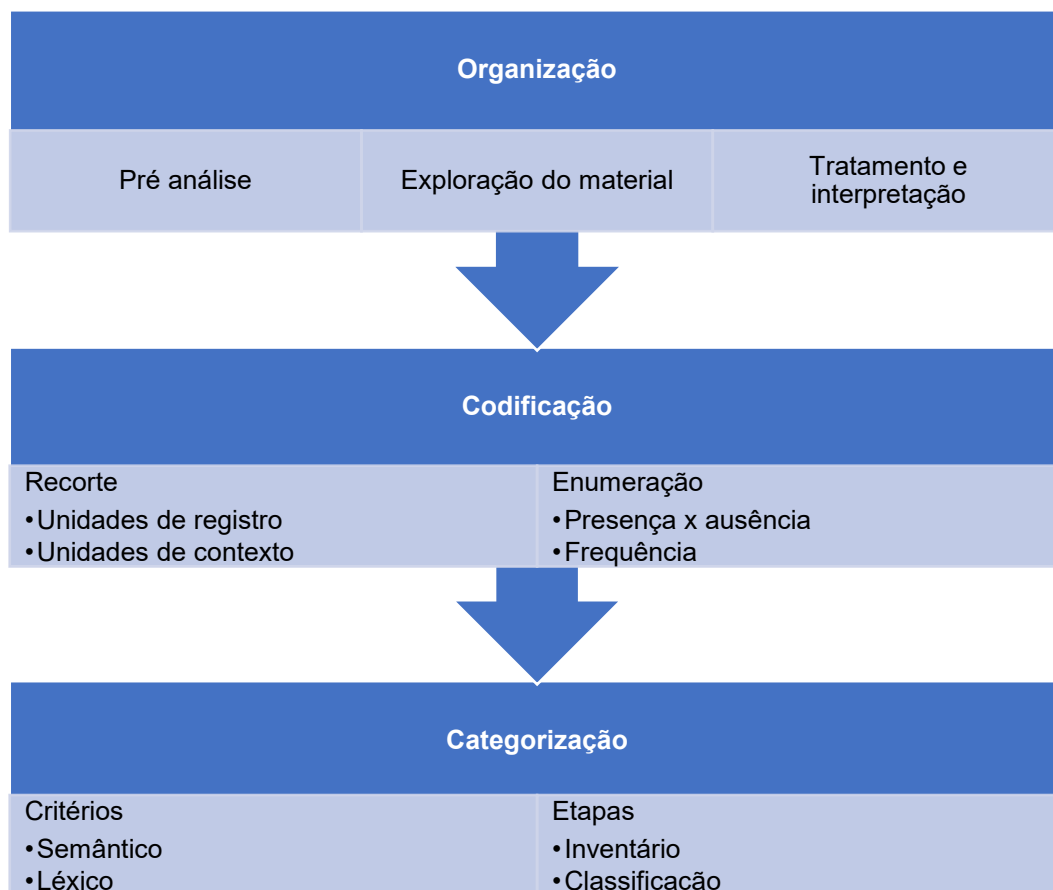 Organização
Pré análise
Exploração do material
Tratamento e
interpretação
Codificação
Recorte
•Unidades de registro
•Unidades de contexto
Enumeração
•Presença x ausência
•Frequência
Categorização
Critérios
•Semântico
•Léxico
Etapas
•Inventário
•Classificação